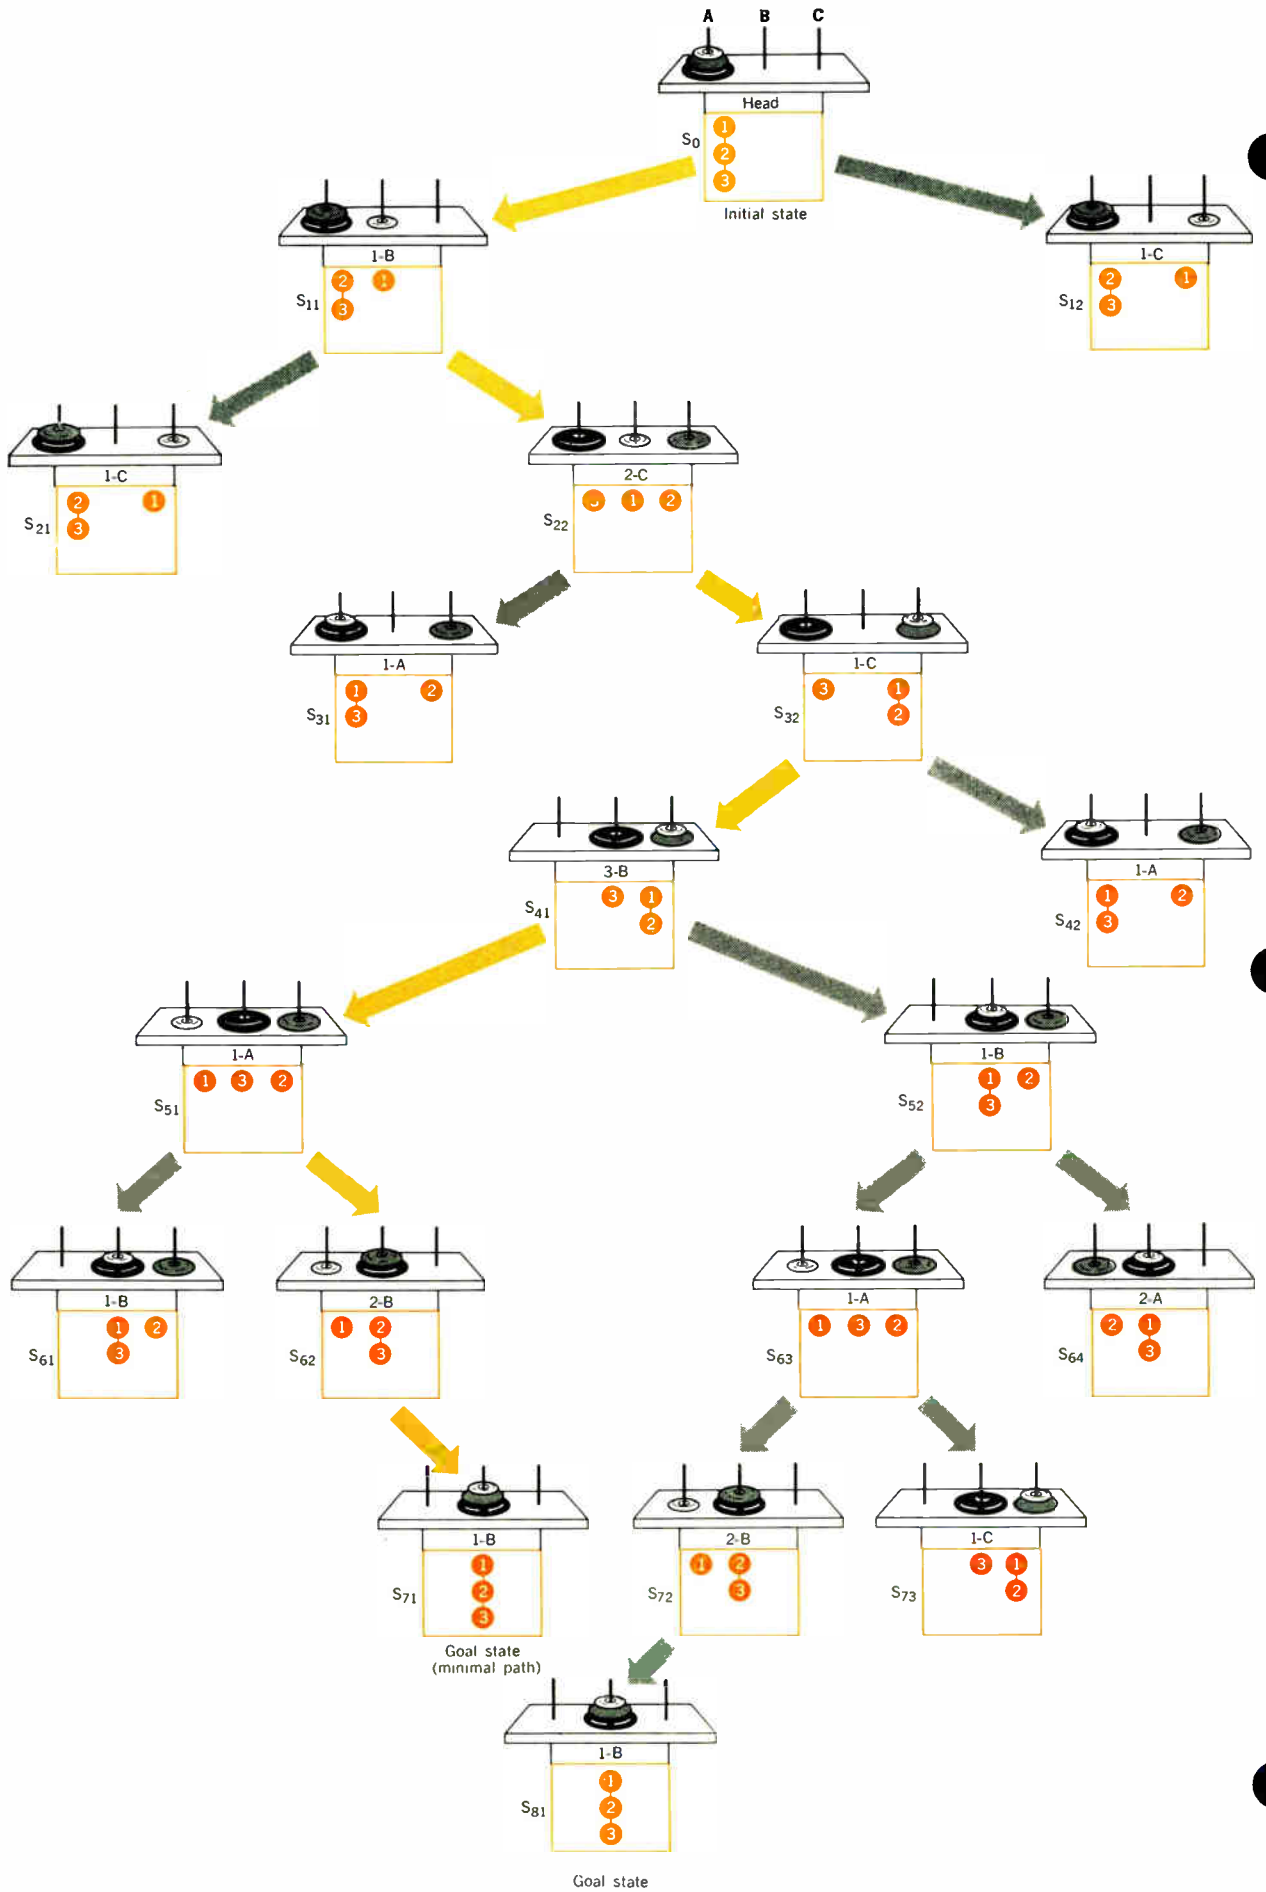 A B C
Head
S0
1
2
3
Initial state
1-B
S11
2 1
3
1-C
S12
2 1
3
1-C
S21
2 1
3
2-C
S22
3 1 2
1-A
S31
1 2
3
1-C
S32
3 1
2
3-B
S41
3 1
2
1-A
S42
1 2
3
1-A
S51
1 3 2
1-B
S52
1 2
3
1-B
S61
1 2
3
2-B
S62
1 2
3
1-A
S63
1 3 2
2-A
S64
2 1
3
1-B
S71
1
2
3
Goal state
(minimal path)
2-B
S72
1 2
3
1-C
S73
3 1
2
1-B
S81
1
2
3
Goal state